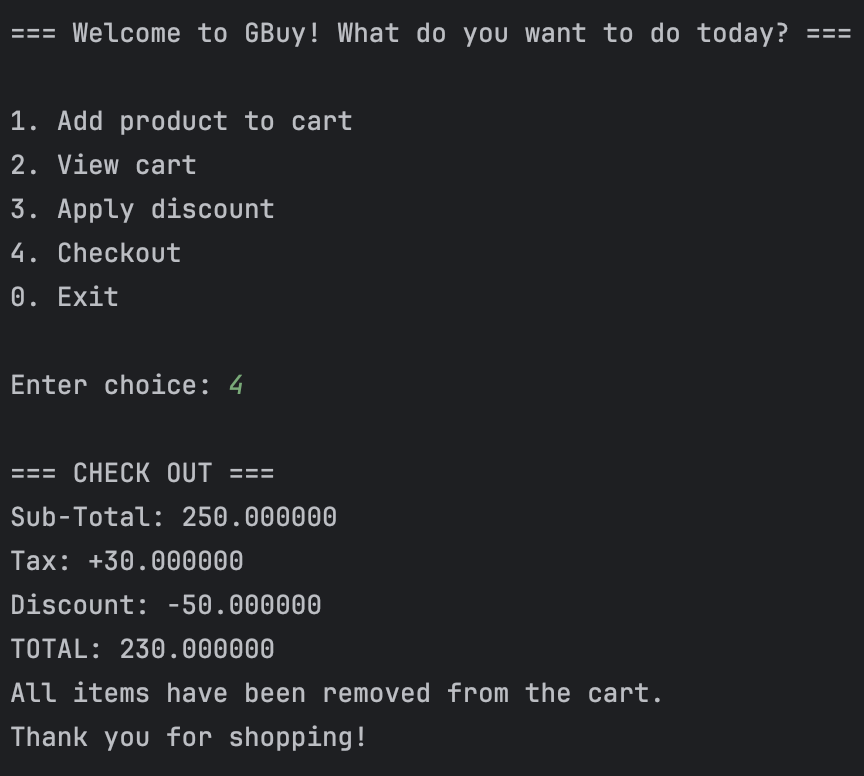 === Welcome to GBuy! What do you want to do today? ===
1. Add product to cart
2. View cart
3. Apply discount
4. Checkout
0. Exit
Enter choice: 4
=== CHECK OUT ===
Sub-Total: 250.000000
Tax: +30.000000
Discount: -50.000000
TOTAL: 230.000000
All items have been removed from the cart.
Thank you for shopping!